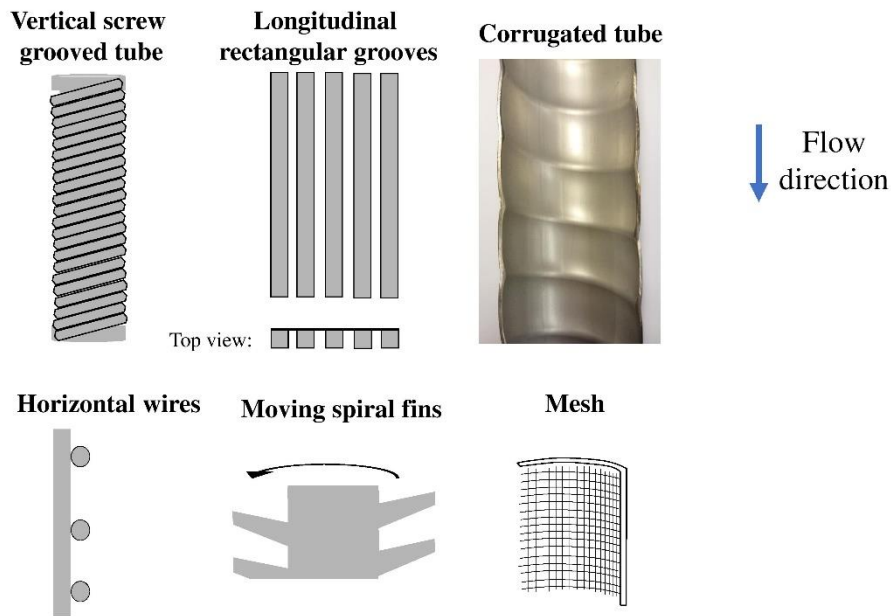 Vertical screw
grooved tube
Longitudinal
rectangular grooves
Corrugated tube
Flow
direction
Top view:
Horizontal wires
Moving spiral fins
Mesh